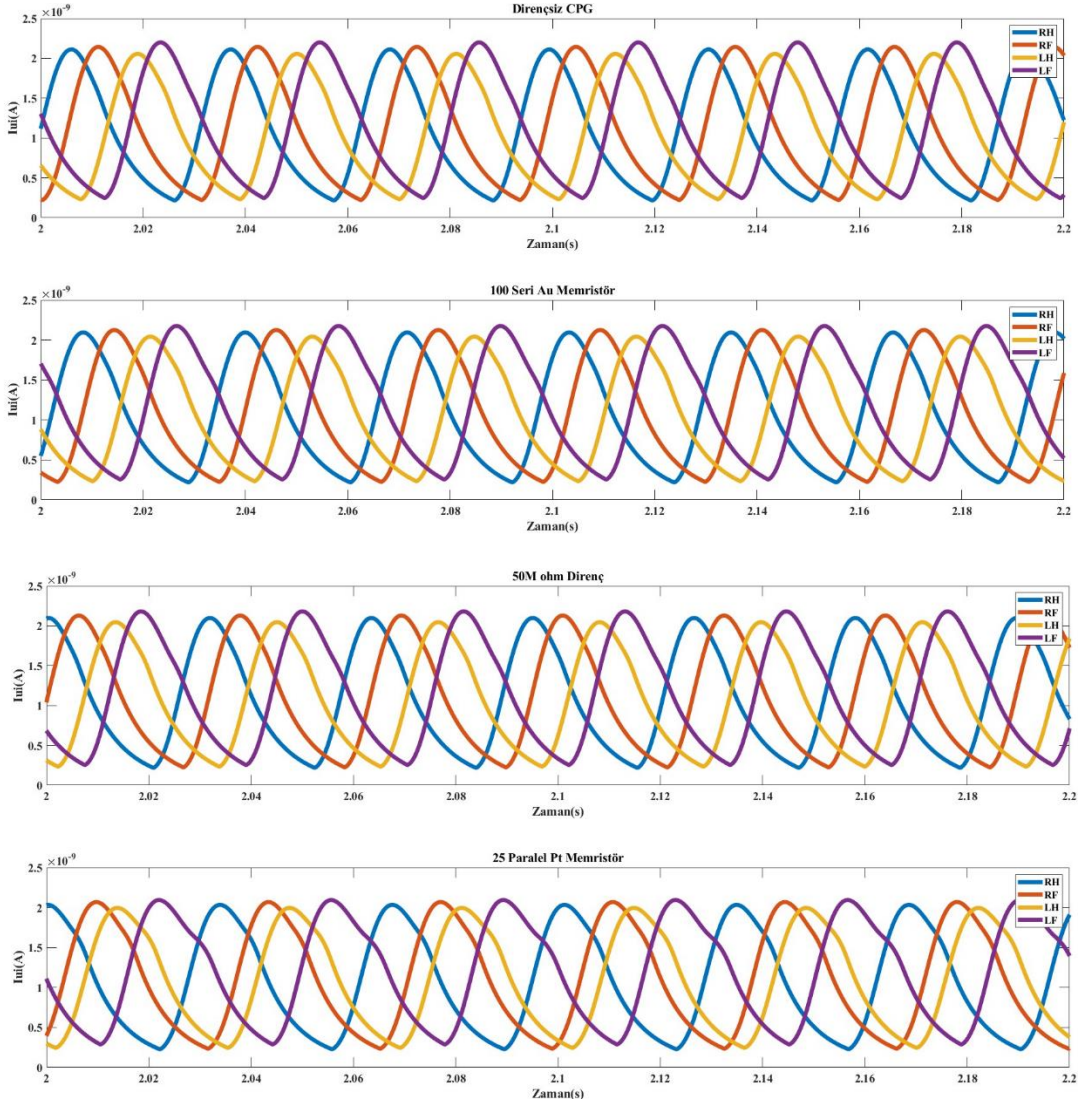 Dirençsiz CPG
×10⁻⁹
2.5
2
1.5
1
0.5
0
Iui(A)
RH
RF
LH
LF
2 2.02 2.04 2.06 2.08 2.1 2.12 2.14 2.16 2.18 2.2
Zaman(s)
100 Seri Au Memristör
×10⁻⁹
2.5
2
1.5
1
0.5
0
Iui(A)
RH
RF
LH
LF
2 2.02 2.04 2.06 2.08 2.1 2.12 2.14 2.16 2.18 2.2
Zaman(s)
50M ohm Direnç
×10⁻⁹
2.5
2
1.5
1
0.5
0
Iui(A)
RH
RF
LH
LF
2 2.02 2.04 2.06 2.08 2.1 2.12 2.14 2.16 2.18 2.2
Zaman(s)
25 Paralel Pt Memristör
×10⁻⁹
2.5
2
1.5
1
0.5
0
Iui(A)
RH
RF
LH
LF
2 2.02 2.04 2.06 2.08 2.1 2.12 2.14 2.16 2.18 2.2
Zaman(s)